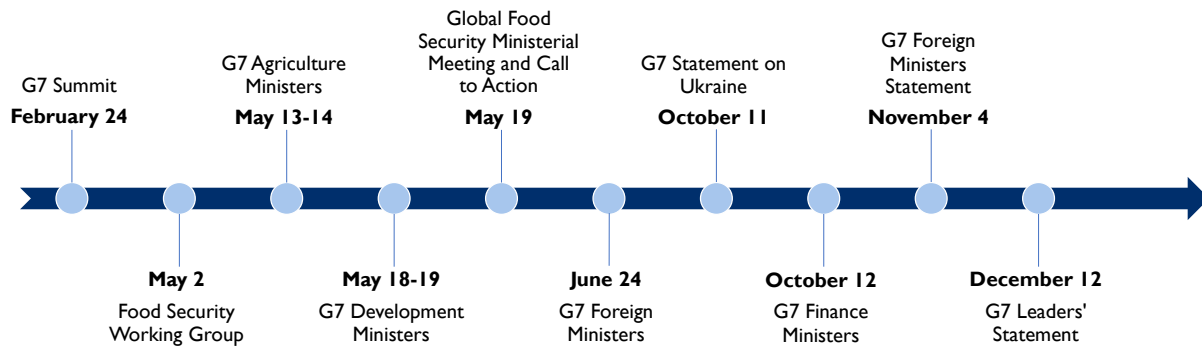 G7 Summit
February 24
May 2
Food Security
Working Group
G7 Agriculture
Ministers
May 13-14
May 18-19
G7 Development
Ministers
Global Food
Security Ministerial
Meeting and Call
to Action
May 19
June 24
G7 Foreign
Ministers
G7 Statement on
Ukraine
October 11
October 12
G7 Finance
Ministers
G7 Foreign
Ministers
Statement
November 4
December 12
G7 Leaders'
Statement